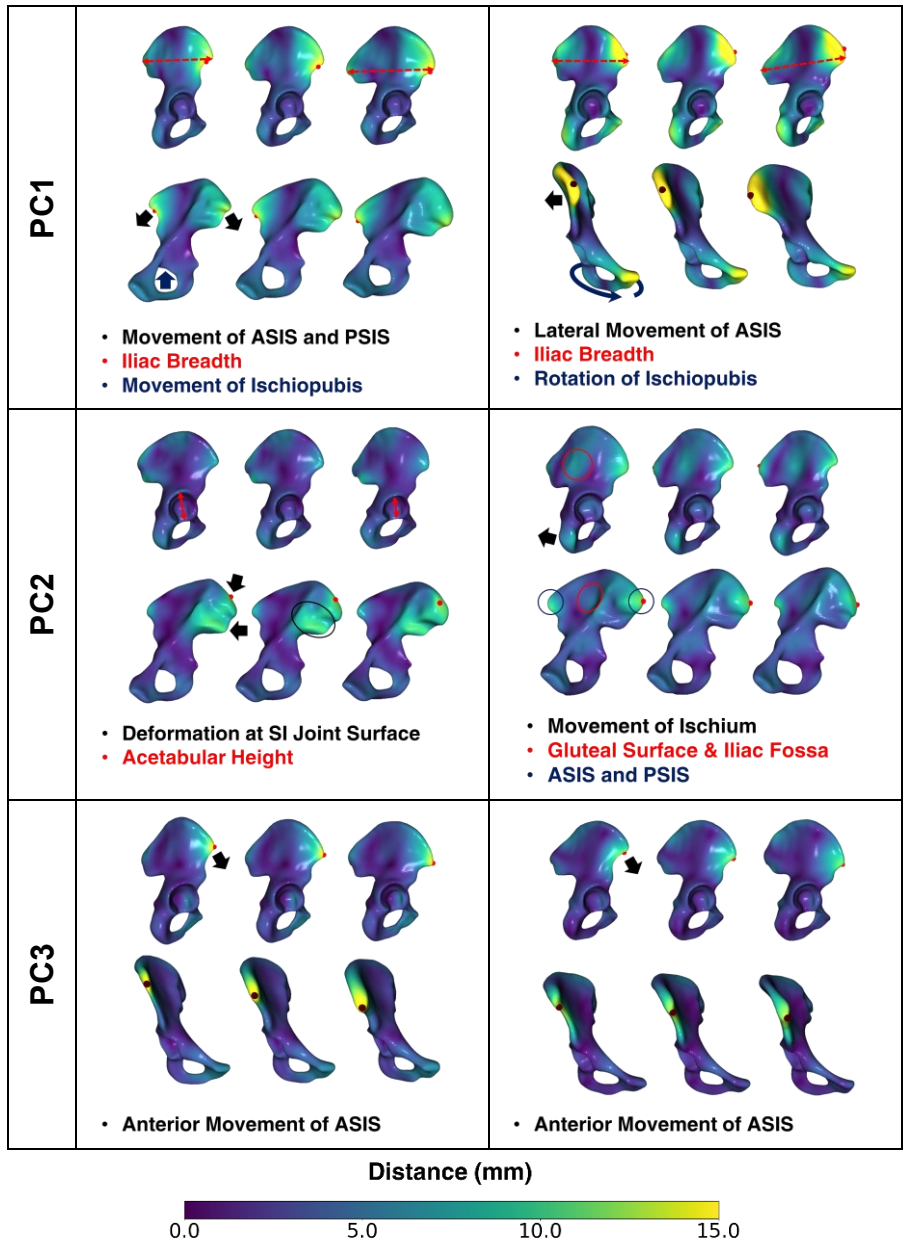 PC1
• Movement of ASIS and PSIS
• Iliac Breadth
• Movement of Ischiopubis
• Lateral Movement of ASIS
• Iliac Breadth
• Rotation of Ischiopubis
PC2
• Deformation at SI Joint Surface
• Acetabular Height
• Movement of Ischium
• Gluteal Surface & Iliac Fossa
• ASIS and PSIS
PC3
• Anterior Movement of ASIS
• Anterior Movement of ASIS
Distance (mm)
0.0 5.0 10.0 15.0